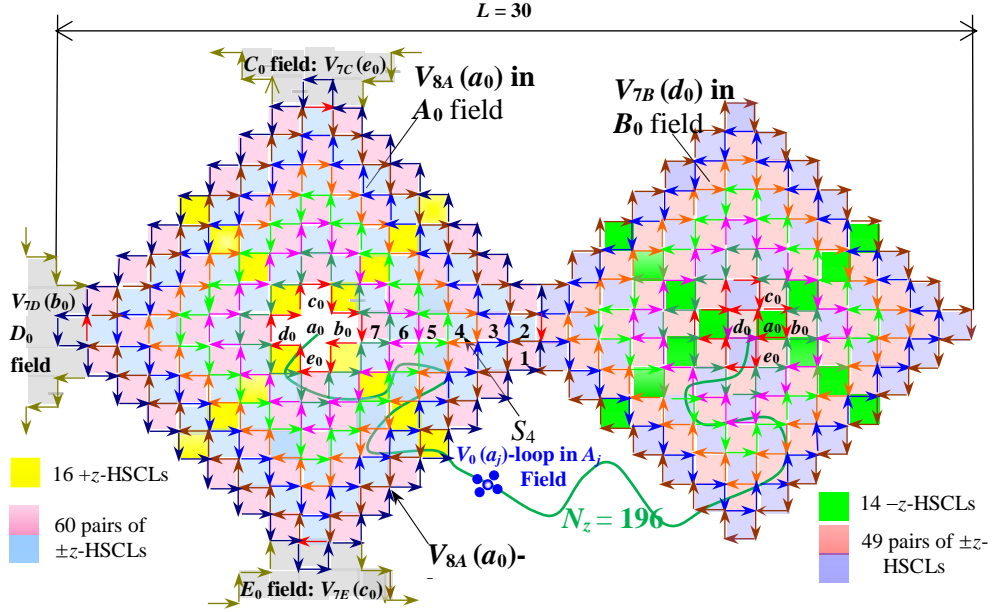 L = 30
C0 field: V7C (e0)
V8A (a0) in
A0 field
V7B (d0) in
B0 field
V7D (b0)
D0
field
c0
d0 a0 b0 7 6 5 4 3 2
e0 1
c0
d0 a0 b0
e0
S4
V0 (aj)-loop in Aj
Field
Nz = 196
16 +z-HSCLs
60 pairs of
±z-HSCLs
V8A (a0)-
E0 field: V7E (c0)
14 −z-HSCLs
49 pairs of ±z-
HSCLs